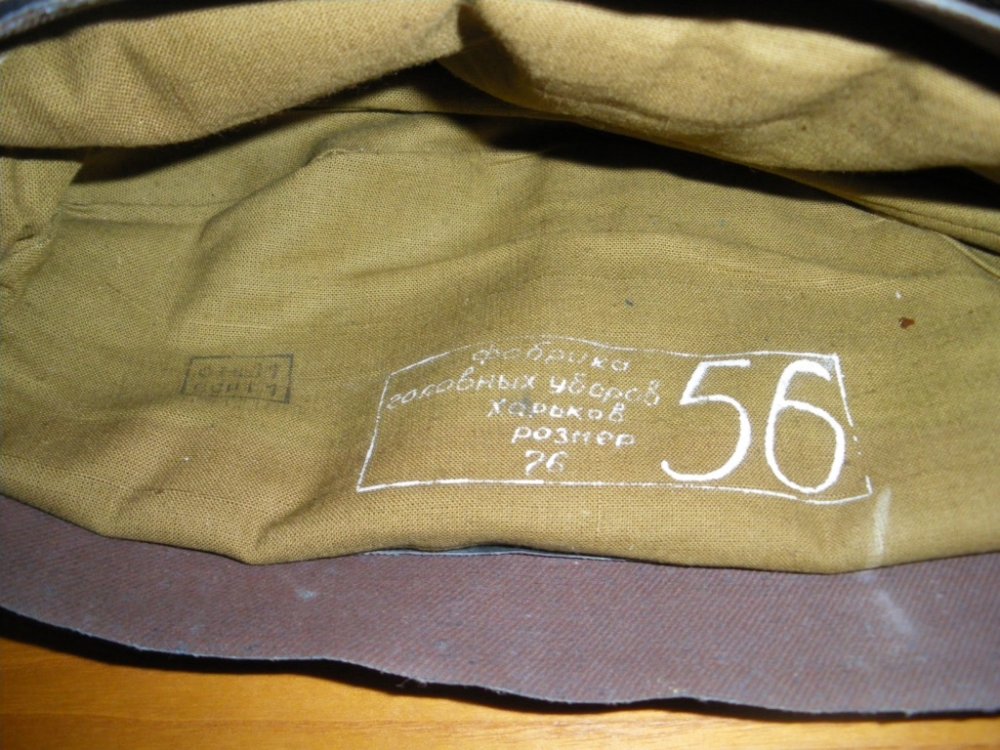 фабрика
головных уборов
харьков
розмер
76
56